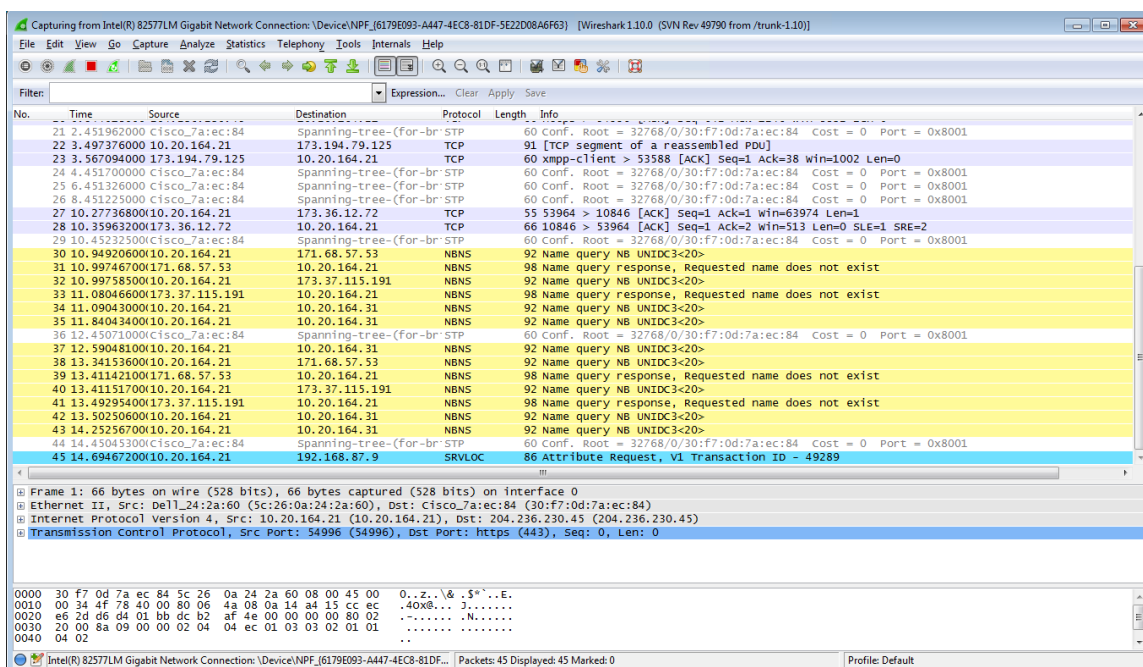 Capturing from Intel(R) 82577LM Gigabit Network Connection: \Device\NPF_{6179E093-A447-4EC8-81DF-5E22D08A6F63} [Wireshark 1.10.0 (SVN Rev 49790 from /trunk-1.10)]
File Edit View Go Capture Analyze Statistics Telephony Tools Internals Help
Filter: Expression... Clear Apply Save
No. Time Source Destination Protocol Length Info
21 2.451962000 Cisco_7a:ec:84 Spanning-tree-(for-br STP 60 Conf. Root = 32768/0/30:f7:0d:7a:ec:84 Cost = 0 Port = 0x8001
22 3.497376000 10.20.164.21 173.194.79.125 TCP 91 [TCP segment of a reassembled PDU]
23 3.567094000 173.194.79.125 10.20.164.21 TCP 60 xmpp-client > 53588 [ACK] Seq=1 Ack=38 Win=1002 Len=0
24 4.451700000 Cisco_7a:ec:84 Spanning-tree-(for-br STP 60 Conf. Root = 32768/0/30:f7:0d:7a:ec:84 Cost = 0 Port = 0x8001
25 6.451326000 Cisco_7a:ec:84 Spanning-tree-(for-br STP 60 Conf. Root = 32768/0/30:f7:0d:7a:ec:84 Cost = 0 Port = 0x8001
26 8.451225000 Cisco_7a:ec:84 Spanning-tree-(for-br STP 60 Conf. Root = 32768/0/30:f7:0d:7a:ec:84 Cost = 0 Port = 0x8001
27 10.27736800(10.20.164.21 173.36.12.72 TCP 55 53964 > 10846 [ACK] Seq=1 Ack=1 Win=63974 Len=1
28 10.35963200(173.36.12.72 10.20.164.21 TCP 66 10846 > 53964 [ACK] Seq=1 Ack=2 Win=513 Len=0 SLE=1 SRE=2
29 10.45232500(Cisco_7a:ec:84 Spanning-tree-(for-br STP 60 Conf. Root = 32768/0/30:f7:0d:7a:ec:84 Cost = 0 Port = 0x8001
30 10.94920600(10.20.164.21 171.68.57.53 NBNS 92 Name query NB UNIDC3<20>
31 10.99746700(171.68.57.53 10.20.164.21 NBNS 98 Name query response, Requested name does not exist
32 10.99758500(10.20.164.21 173.37.115.191 NBNS 92 Name query NB UNIDC3<20>
33 11.08046600(173.37.115.191 10.20.164.21 NBNS 98 Name query response, Requested name does not exist
34 11.09043000(10.20.164.21 10.20.164.31 NBNS 92 Name query NB UNIDC3<20>
35 11.84043400(10.20.164.21 10.20.164.31 NBNS 92 Name query NB UNIDC3<20>
36 12.45071000(Cisco_7a:ec:84 Spanning-tree-(for-br STP 60 Conf. Root = 32768/0/30:f7:0d:7a:ec:84 Cost = 0 Port = 0x8001
37 12.59048100(10.20.164.21 10.20.164.31 NBNS 92 Name query NB UNIDC3<20>
38 13.34153600(10.20.164.21 171.68.57.53 NBNS 92 Name query NB UNIDC3<20>
39 13.41142100(171.68.57.53 10.20.164.21 NBNS 98 Name query response, Requested name does not exist
40 13.41151700(10.20.164.21 173.37.115.191 NBNS 92 Name query NB UNIDC3<20>
41 13.49295400(173.37.115.191 10.20.164.21 NBNS 98 Name query response, Requested name does not exist
42 13.50250600(10.20.164.21 10.20.164.31 NBNS 92 Name query NB UNIDC3<20>
43 14.25256700(10.20.164.21 10.20.164.31 NBNS 92 Name query NB UNIDC3<20>
44 14.45045300(Cisco_7a:ec:84 Spanning-tree-(for-br STP 60 Conf. Root = 32768/0/30:f7:0d:7a:ec:84 Cost = 0 Port = 0x8001
45 14.69467200(10.20.164.21 192.168.87.9 SRVLOC 86 Attribute Request, V1 Transaction ID - 49289
Frame 1: 66 bytes on wire (528 bits), 66 bytes captured (528 bits) on interface 0
Ethernet II, Src: Dell_24:2a:60 (5c:26:0a:24:2a:60), Dst: Cisco_7a:ec:84 (30:f7:0d:7a:ec:84)
Internet Protocol Version 4, Src: 10.20.164.21 (10.20.164.21), Dst: 204.236.230.45 (204.236.230.45)
Transmission Control Protocol, Src Port: 54996 (54996), Dst Port: https (443), Seq: 0, Len: 0
0000 30 f7 0d 7a ec 84 5c 26 0a 24 2a 60 08 00 45 00 0..z..\& .$*`..E.
0010 00 34 4f 78 40 00 80 06 4a 08 0a 14 a4 15 cc ec .4Ox@... J.......
0020 e6 2d d6 d4 01 bb dc b2 af 4e 00 00 00 00 80 02 .-...... .N......
0030 20 00 8a 09 00 00 02 04 04 ec 01 03 03 02 01 01 ....... ........
0040 04 02 ..
Intel(R) 82577LM Gigabit Network Connection: \Device\NPF_{6179E093-A447-4EC8-81DF... Packets: 45 Displayed: 45 Marked: 0 Profile: Default